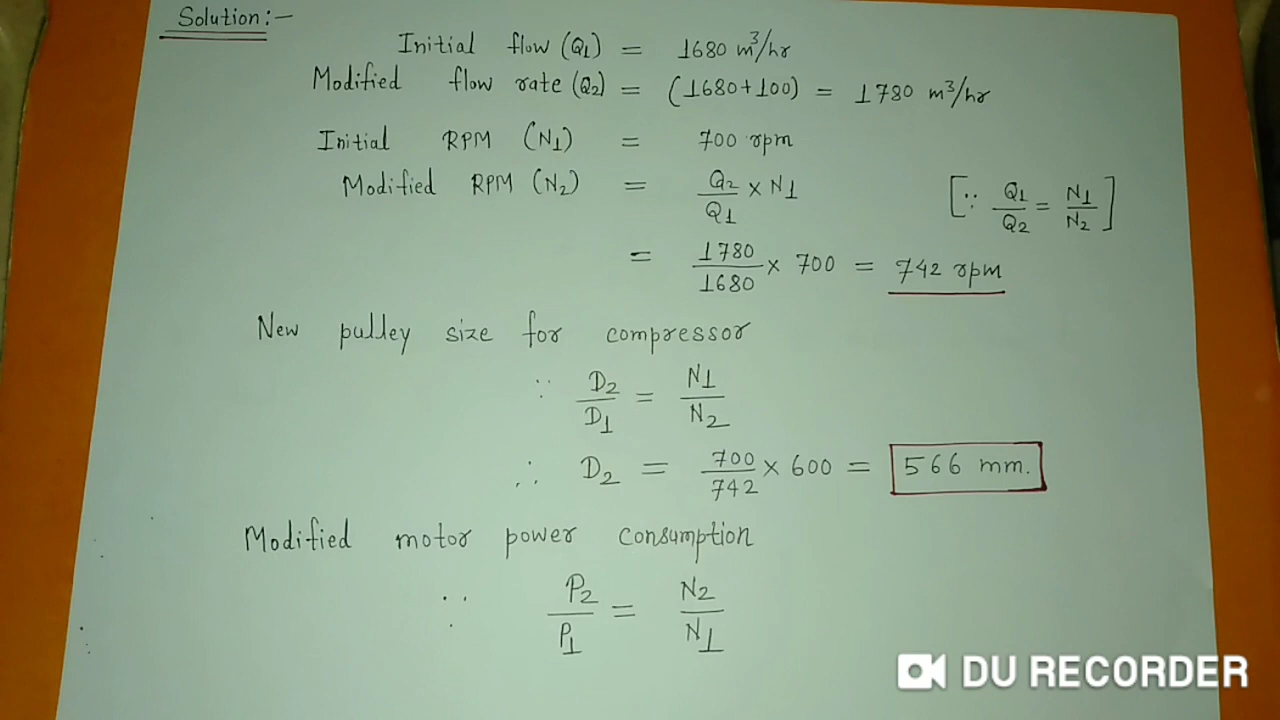 Solution:-
Initial flow (Q1) = 1680 m³/hr
Modified flow rate (Q2) = (1680+100) = 1780 m³/hr
Initial RPM (N1) = 700 rpm
Modified RPM (N2) = Q2/Q1 × N1 [∵ Q1/Q2 = N1/N2]
= 1780/1680 × 700 = 742 rpm
New pulley size for compressor
∵ D2/D1 = N1/N2
∴ D2 = 700/742 × 600 = 566 mm.
Modified motor power consumption
∵ P2/P1 = N2/N1
DU RECORDER